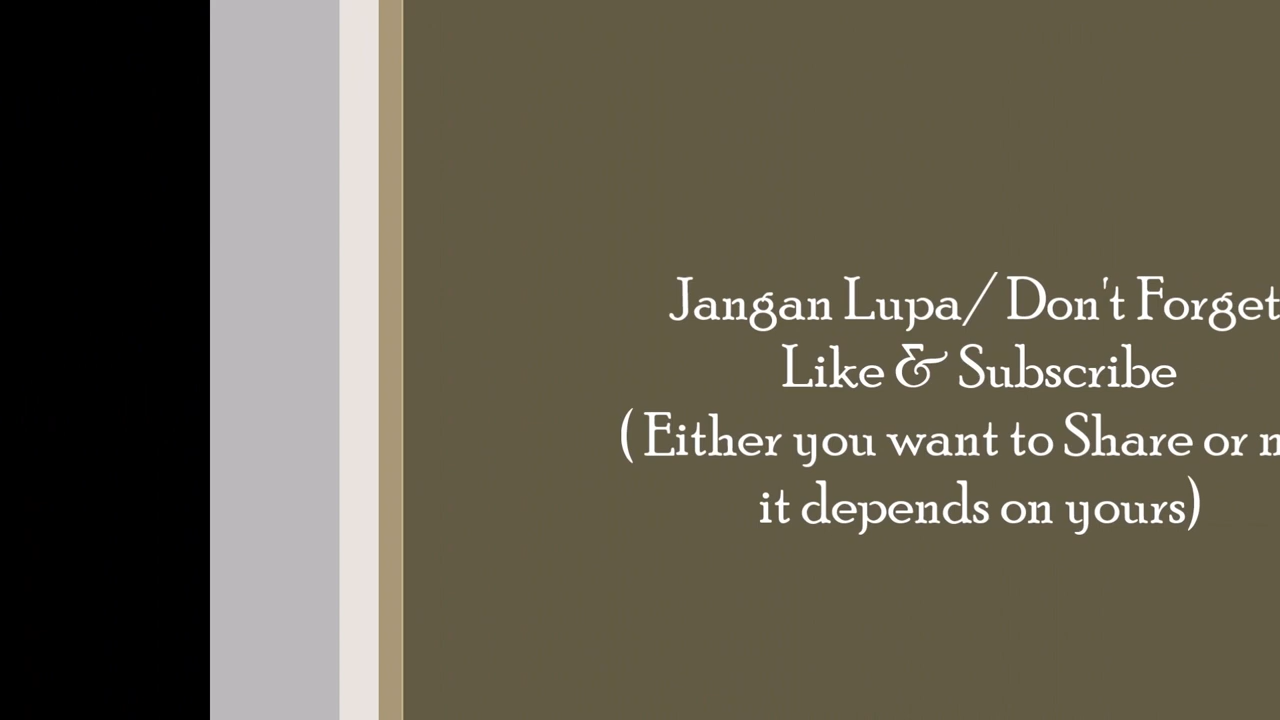 Jangan Lupa/Don't Forget
Like & Subscribe
(Either you want to Share or
it depends on yours)